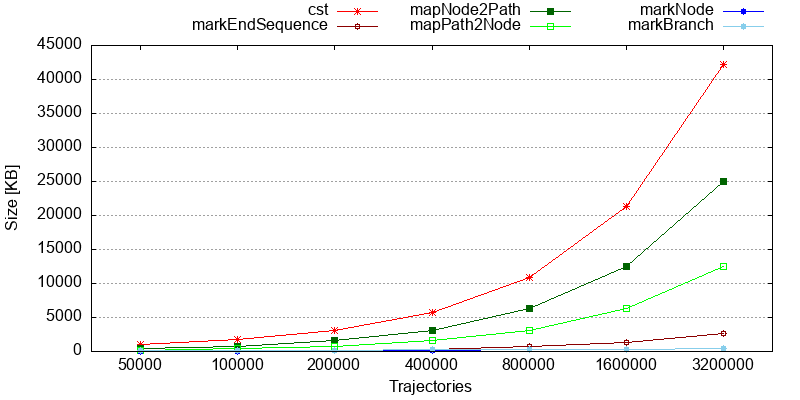 cst mapNode2Path markNode
markEndSequence mapPath2Node markBranch
45000
40000
35000
30000
25000
20000
15000
10000
5000
0
Size [KB]
50000 100000 200000 400000 800000 1600000 3200000
Trajectories